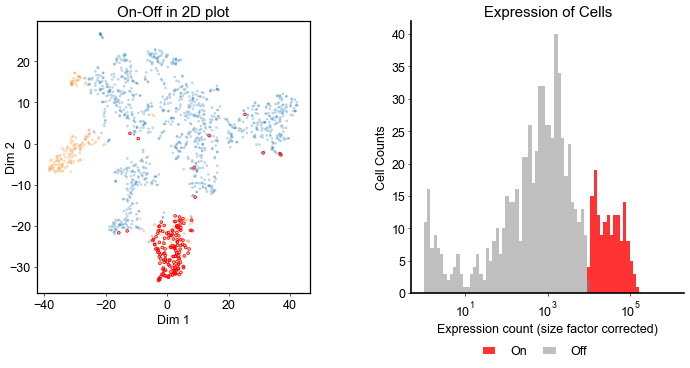 On-Off in 2D plot
20
10
0
−10
−20
−30
Dim 2
−40
−20
0
20
40
Dim 1
Expression of Cells
40
35
30
25
20
15
10
5
0
Cell Counts
10^1
10^3
10^5
Expression count (size factor corrected)
On
Off